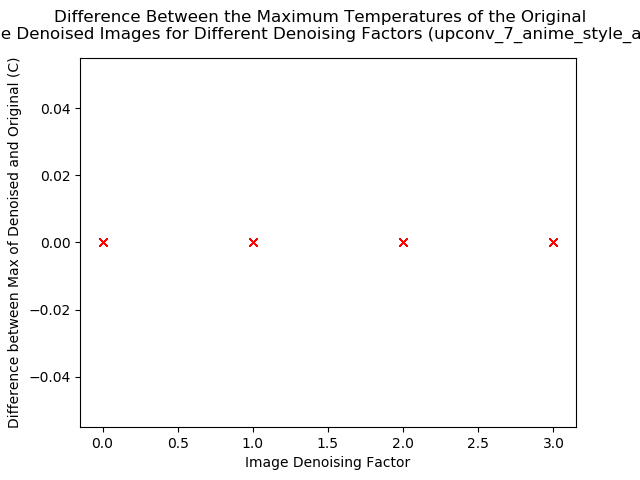 Difference Between the Maximum Temperatures of the Original
e Denoised Images for Different Denoising Factors (upconv_7_anime_style_a
Difference between Max of Denoised and Original (C)
0.04
0.02
0.00
−0.02
−0.04
0.0 0.5 1.0 1.5 2.0 2.5 3.0
Image Denoising Factor